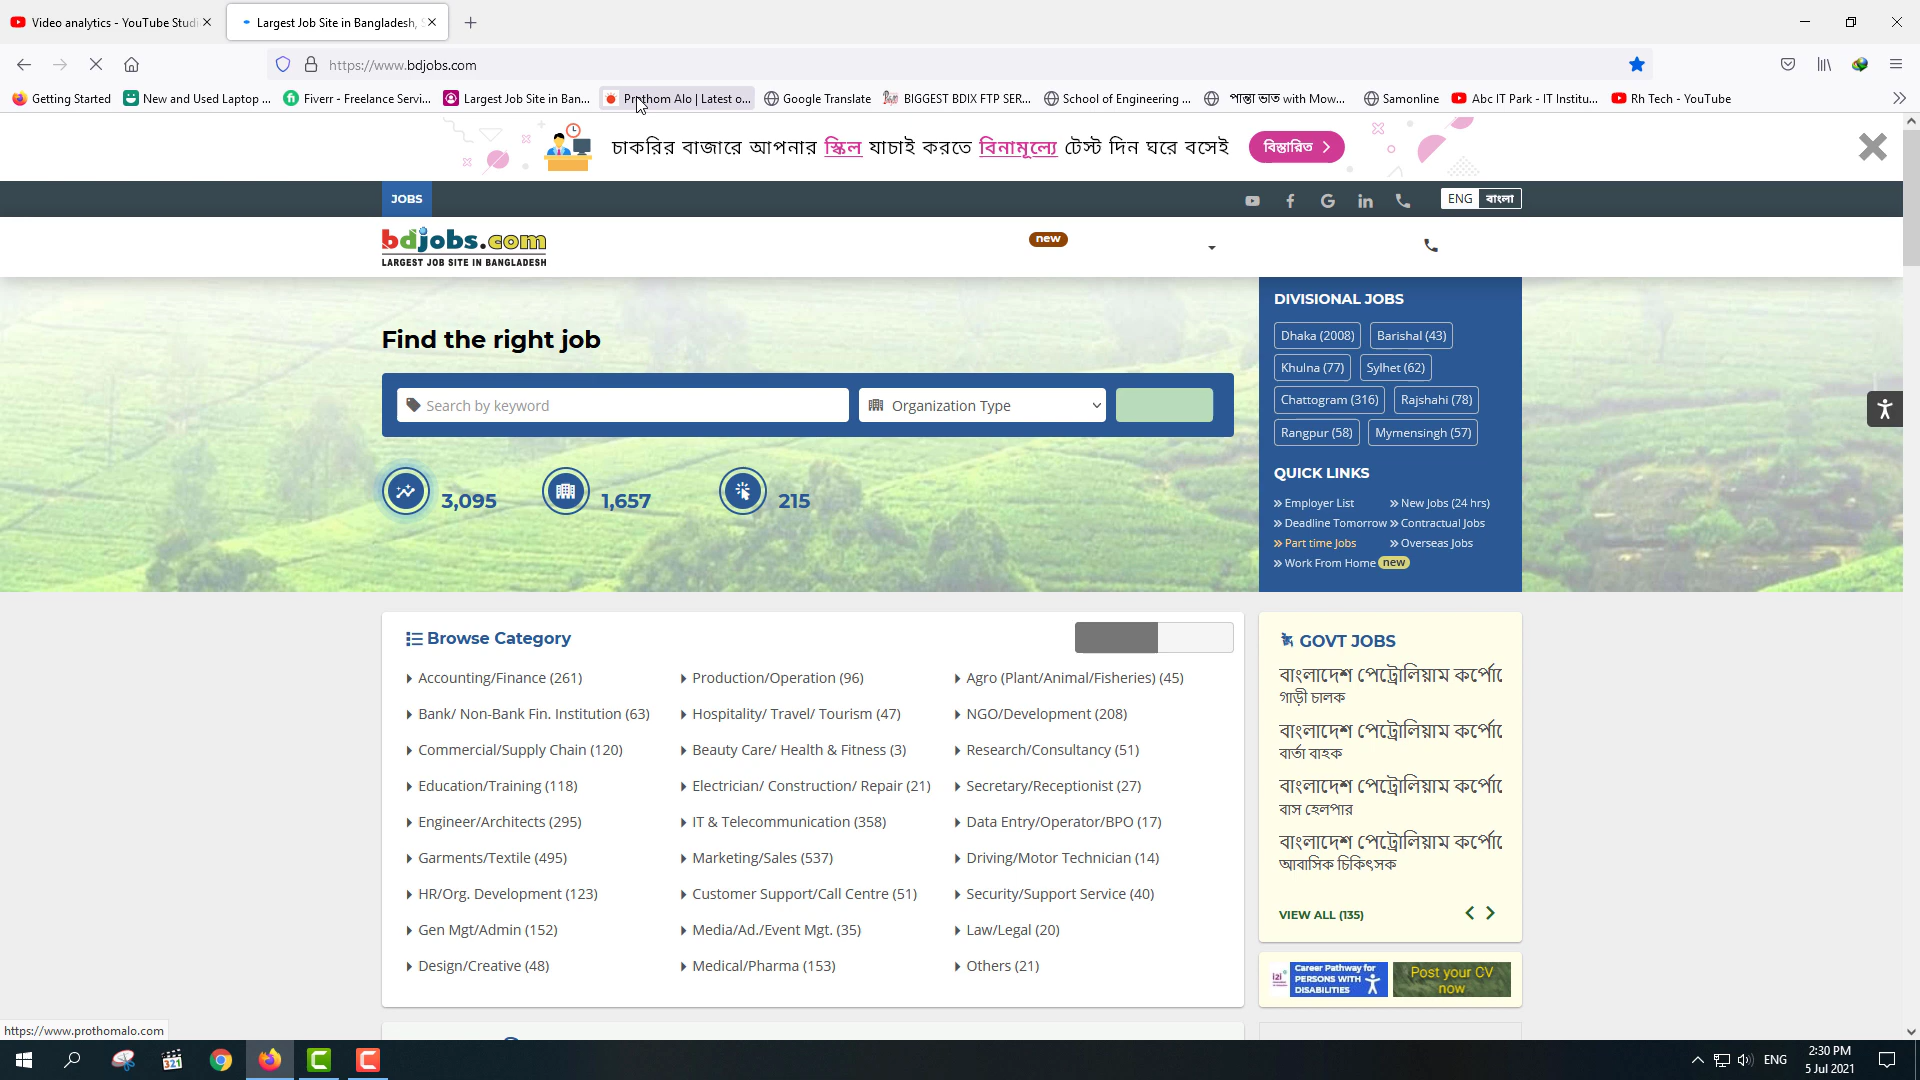 Video analytics - YouTube Studi
Largest Job Site in Bangladesh,
https://www.bdjobs.com
Getting Started
New and Used Laptop ...
Fiverr - Freelance Servi...
Largest Job Site in Ban...
Prothom Alo | Latest o...
Google Translate
BIGGEST BDIX FTP SER...
School of Engineering ...
পান্তা ভাত with Mow...
Samonline
Abc IT Park - IT Institu...
Rh Tech - YouTube
চাকরির বাজারে আপনার স্কিল যাচাই করতে বিনামূল্যে টেস্ট দিন ঘরে বসেই
বিস্তারিত
JOBS
ENG বাংলা
bdjobs.com
LARGEST JOB SITE IN BANGLADESH
new
Find the right job
Search by keyword
Organization Type
3,095
1,657
215
DIVISIONAL JOBS
Dhaka (2008) Barishal (43)
Khulna (77) Sylhet (62)
Chattogram (316) Rajshahi (78)
Rangpur (58) Mymensingh (57)
QUICK LINKS
Employer List New Jobs (24 hrs)
Deadline Tomorrow Contractual Jobs
Part time Jobs Overseas Jobs
Work From Home new
Browse Category
Accounting/Finance (261) Production/Operation (96) Agro (Plant/Animal/Fisheries) (45)
Bank/ Non-Bank Fin. Institution (63) Hospitality/ Travel/ Tourism (47) NGO/Development (208)
Commercial/Supply Chain (120) Beauty Care/ Health & Fitness (3) Research/Consultancy (51)
Education/Training (118) Electrician/ Construction/ Repair (21) Secretary/Receptionist (27)
Engineer/Architects (295) IT & Telecommunication (358) Data Entry/Operator/BPO (17)
Garments/Textile (495) Marketing/Sales (537) Driving/Motor Technician (14)
HR/Org. Development (123) Customer Support/Call Centre (51) Security/Support Service (40)
Gen Mgt/Admin (152) Media/Ad./Event Mgt. (35) Law/Legal (20)
Design/Creative (48) Medical/Pharma (153) Others (21)
GOVT JOBS
বাংলাদেশ পেট্রোলিয়াম কর্পোে
গাড়ী চালক
বাংলাদেশ পেট্রোলিয়াম কর্পোে
বার্তা বাহক
বাংলাদেশ পেট্রোলিয়াম কর্পোে
বাস হেলপার
বাংলাদেশ পেট্রোলিয়াম কর্পোে
আবাসিক চিকিৎসক
VIEW ALL (135)
Career Pathway for
PERSONS WITH
DISABILITIES
Post your CV
now
https://www.prothomalo.com
321
ENG
2:30 PM
5 Jul 2021